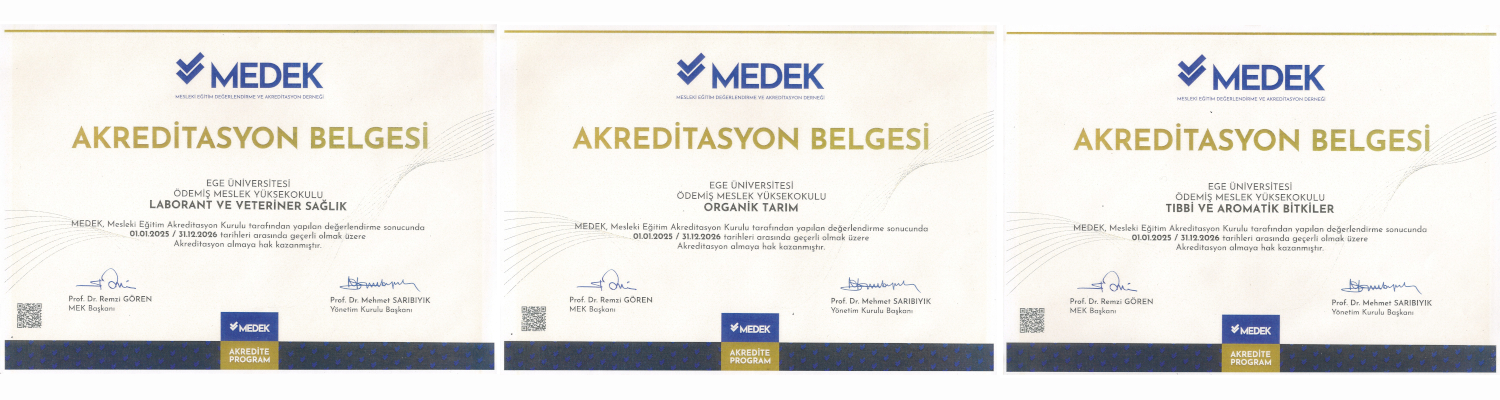 MEDEK
MESLEKİ EĞİTİM DEĞERLENDİRME VE AKREDİTASYON DERNEĞİ
AKREDİTASYON BELGESİ
EGE ÜNİVERSİTESİ
ÖDEMİŞ MESLEK YÜKSEKOKULU
LABORANT VE VETERİNER SAĞLIK
MEDEK, Mesleki Eğitim Akreditasyon Kurulu tarafından yapılan değerlendirme sonucunda
01.01.2025 / 31.12.2026 tarihleri arasında geçerli olmak üzere
Akreditasyon almaya hak kazanmıştır.
Prof. Dr. Remzi GÖREN
MEK Başkanı
Prof. Dr. Mehmet SARIBIYIK
Yönetim Kurulu Başkanı
MEDEK
AKREDİTE
PROGRAM
MEDEK
MESLEKİ EĞİTİM DEĞERLENDİRME VE AKREDİTASYON DERNEĞİ
AKREDİTASYON BELGESİ
EGE ÜNİVERSİTESİ
ÖDEMİŞ MESLEK YÜKSEKOKULU
ORGANİK TARIM
MEDEK, Mesleki Eğitim Akreditasyon Kurulu tarafından yapılan değerlendirme sonucunda
01.01.2025 / 31.12.2026 tarihleri arasında geçerli olmak üzere
Akreditasyon almaya hak kazanmıştır.
Prof. Dr. Remzi GÖREN
MEK Başkanı
Prof. Dr. Mehmet SARIBIYIK
Yönetim Kurulu Başkanı
MEDEK
AKREDİTE
PROGRAM
MEDEK
MESLEKİ EĞİTİM DEĞERLENDİRME VE AKREDİTASYON DERNEĞİ
AKREDİTASYON BELGESİ
EGE ÜNİVERSİTESİ
ÖDEMİŞ MESLEK YÜKSEKOKULU
TIBBİ VE AROMATİK BİTKİLER
MEDEK, Mesleki Eğitim Akreditasyon Kurulu tarafından yapılan değerlendirme sonucunda
01.01.2025 / 31.12.2026 tarihleri arasında geçerli olmak üzere
Akreditasyon almaya hak kazanmıştır.
Prof. Dr. Remzi GÖREN
MEK Başkanı
Prof. Dr. Mehmet SARIBIYIK
Yönetim Kurulu Başkanı
MEDEK
AKREDİTE
PROGRAM